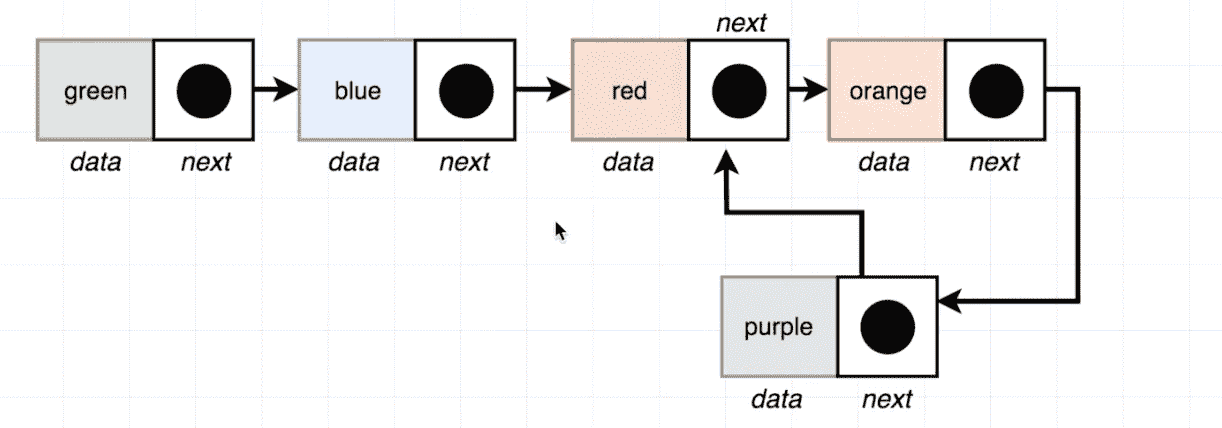 next
green
blue
red
orange
data next
data next
data
data next
purple
data next